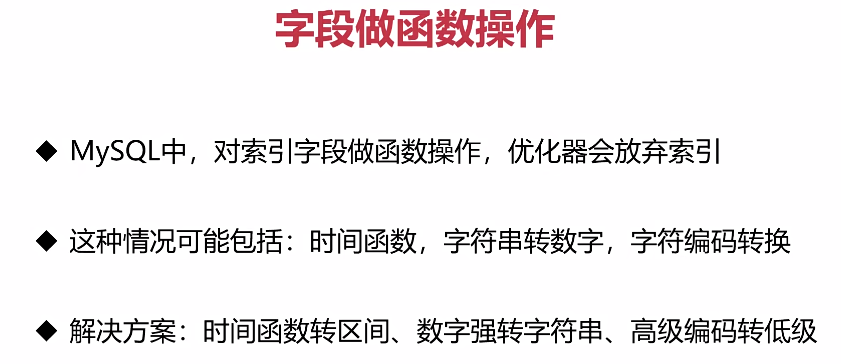 字段做函数操作
◆ MySQL中，对索引字段做函数操作，优化器会放弃索引
◆ 这种情况可能包括：时间函数，字符串转数字，字符编码转换
◆ 解决方案：时间函数转区间、数字强转字符串、高级编码转低级